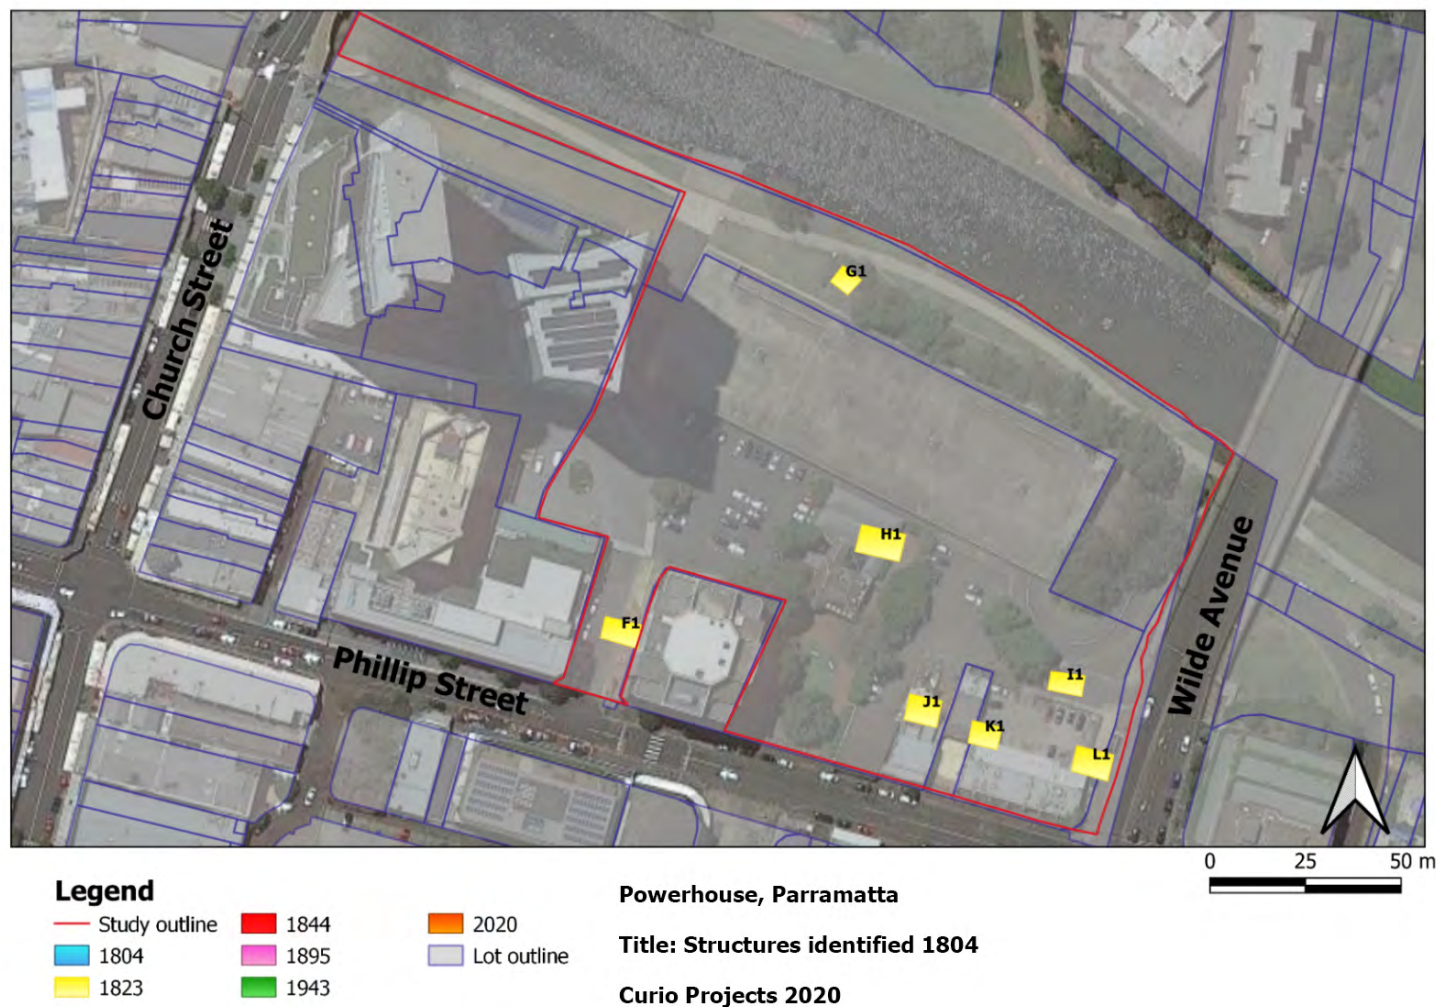 G1
Church Street
H1
F1
Phillip Street
Wilde Avenue
I1
J1
K1
L1
0 25 50 m
Legend
Study outline
1804
1823
1844
1895
1943
2020
Lot outline
Powerhouse, Parramatta
Title: Structures identified 1804
Curio Projects 2020